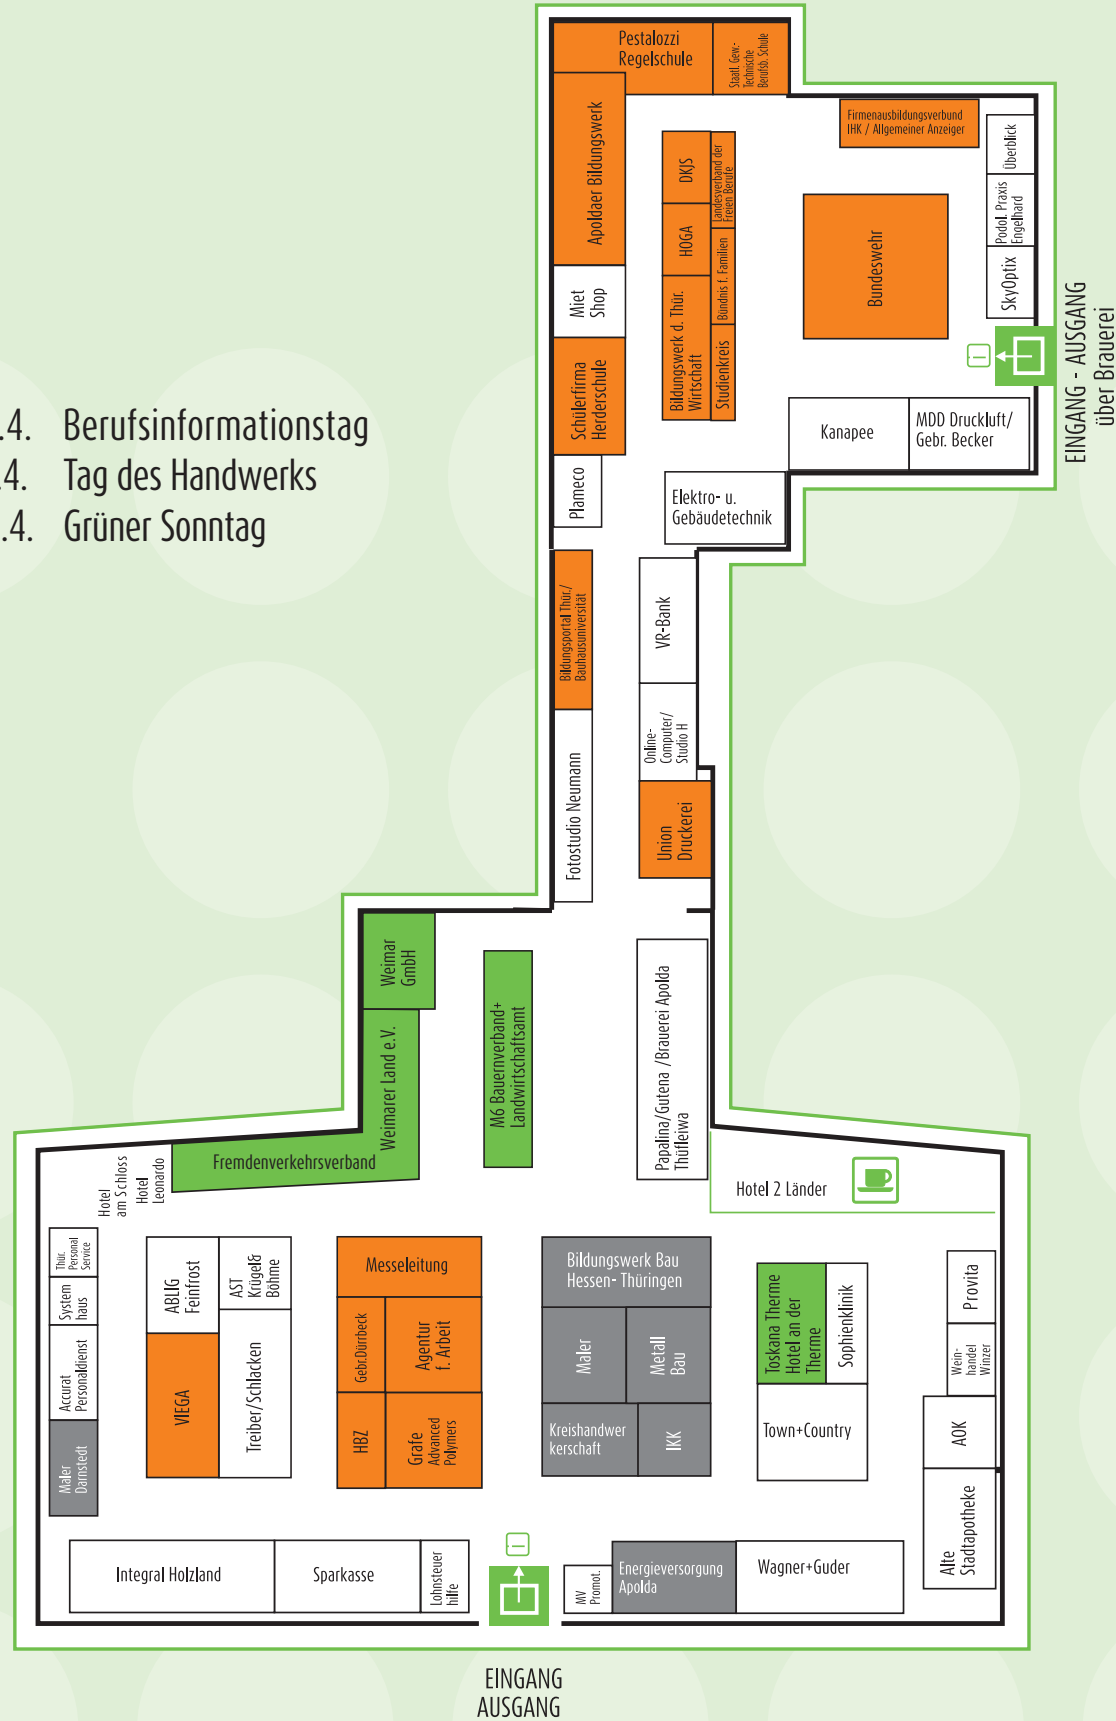 .4. Berufsinformationstag
.4. Tag des Handwerks
.4. Grüner Sonntag
Pestalozzi
Regelschule
Staatl. Gew.-
Technische
Berufsb. Schule
Firmenausbildungsverbund
IHK / Allgemeiner Anzeiger
Überblick
Podol. Praxis
Engelhard
SkyOptix
Apoldaer Bildungswerk
DKJS
Landesverband der
Freien Berufe
HOGA
Bündnis f. Familien
Bildungswerk d. Thür.
Wirtschaft
Studienkreis
Bundeswehr
Miet
Shop
Schülerfirma
Herderschule
Plameco
EINGANG - AUSGANG
über Brauerei
Kanapee
MDD Druckluft/
Gebr. Becker
Elektro- u.
Gebäudetechnik
Bildungsportal Thür./
Bauhausuniversität
VR-Bank
Online-
Computer/
Studio H
Fotostudio Neumann
Union
Druckerei
Weimar
GmbH
Weimarer Land e.V.
Fremdenverkehrsverband
M6 Bauernverband+
Landwirtschaftsamt
Papalina/Gutena /Brauerei Apolda
Thüfleiwa
Hotel 2 Länder
Hotel
am Schloss
Hotel
Leonardo
Thür.
Personal
Service
System
haus
Accurat
Personaldienst
Maler
Darnstedt
ABLIG
Feinfrost
AST
Krügel&
Böhme
VIEGA
Treiber/Schlacken
Messeleitung
Gebr.Dürrbeck
Agentur
f. Arbeit
HBZ
Grafe
Advanced
Polymers
Bildungswerk Bau
Hessen- Thüringen
Maler
Metall
Bau
Kreishandwer
kerschaft
IKK
Toskana Therme
Hotel an der
Therme
Sophienklinik
Town+Country
Provita
Wein-
handel
Winzer
AOK
Alte
Stadtapotheke
Integral Holzland
Sparkasse
Lohnsteuer
hilfe
MV
Promot.
Energieversorgung
Apolda
Wagner+Guder
EINGANG
AUSGANG